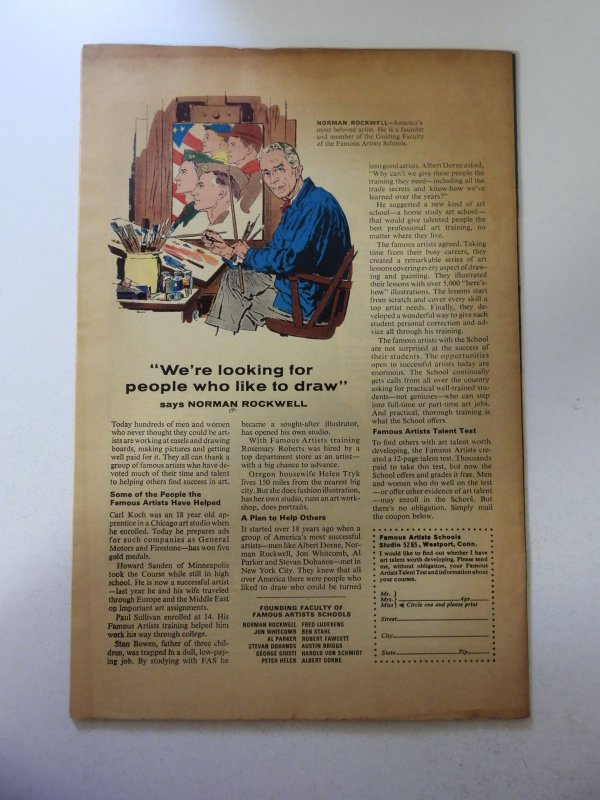 NORMAN ROCKWELL—America's
most beloved artist. He is a founder
and member of the Guiding Faculty
of the Famous Artists Schools.
"We're looking for
people who like to draw"
says NORMAN ROCKWELL
Today hundreds of men and women
who never thought they could be art-
ists are working at easels and drawing
boards, making pictures and getting
well paid for it. They all can thank a
group of famous artists who have de-
voted much of their time and talent
to helping others find success in art.
Some of the People the
Famous Artists Have Helped
Carl Koch was an 18 year old ap-
prentice in a Chicago art studio when
he enrolled. Today he prepares ads
for such companies as General
Motors and Firestone—has won five
gold medals.
Howard Sanden of Minneapolis
took the Course while still in high
school. He is now a successful artist
—last year he and his wife traveled
through Europe and the Middle East
on important art assignments.
Paul Sullivan enrolled at 14. His
Famous Artists training helped him
work his way through college.
Stan Bowen, father of three chil-
dren, was trapped in a dull, low-pay-
ing job. By studying with FAS he
became a sought-after illustrator,
has opened his own studio.
With Famous Artists training
Rosemary Roberts was hired by a
top department store as an artist—
with a big chance to advance.
Oregon housewife Helen Tryk
lives 150 miles from the nearest big
city. But she does fashion illustration,
has her own studio, runs an art work-
shop, does portraits.
A Plan to Help Others
It started over 18 years ago when a
group of America's most successful
artists—men like Albert Dorne, Nor-
man Rockwell, Jon Whitcomb, Al
Parker and Stevan Dohanos—met in
New York City. They knew that all
over America there were people who
liked to draw who could be turned
into good artists. Albert Dorne asked,
"Why can't we give these people the
training they need—including all the
trade secrets and know-how we've
learned over the years?"
He suggested a new kind of art
school—a home study art school—
that would give talented people the
best professional art training, no
matter where they live.
The famous artists agreed. Taking
time from their busy careers, they
created a remarkable series of art
lessons covering every aspect of draw-
ing and painting. They illustrated
their lessons with over 5,000 "here's-
how" illustrations. The lessons start
from scratch and cover every skill a
top artist needs. Finally, they de-
veloped a wonderful way to give each
student personal correction and ad-
vice all through his training.
The famous artists with the School
are not surprised at the success of
their students. The opportunities
open to successful artists today are
enormous. The School continually
gets calls from all over the country
asking for practical well-trained stu-
dents—not geniuses—who can step
into full-time or part-time art jobs.
And practical, thorough training is
what the School offers.
Famous Artists Talent Test
To find others with art talent worth
developing, the Famous Artists cre-
ated a 12-page talent test. Thousands
paid to take this test, but now the
School offers and grades it free. Men
and women who do well on the test
—or offer other evidence of art talent
—may enroll in the School. But
there's no obligation. Simply mail
the coupon below.
FOUNDING FACULTY OF
FAMOUS ARTISTS SCHOOLS
NORMAN ROCKWELL FRED LUDEKENS
JON WHITCOMB BEN STAHL
AL PARKER ROBERT FAWCETT
STEVAN DOHANOS AUSTIN BRIGGS
GEORGE GIUSTI HAROLD VON SCHMIDT
PETER HELCK ALBERT DORNE
Famous Artists Schools
Studio 5265, Westport, Conn.
I would like to find out whether I have
art talent worth developing. Please send
me, without obligation, your Famous
Artists Talent Test and information about
your courses.
Mr.
Mrs. Age
Miss Circle one and please print
Street
City
State Zip